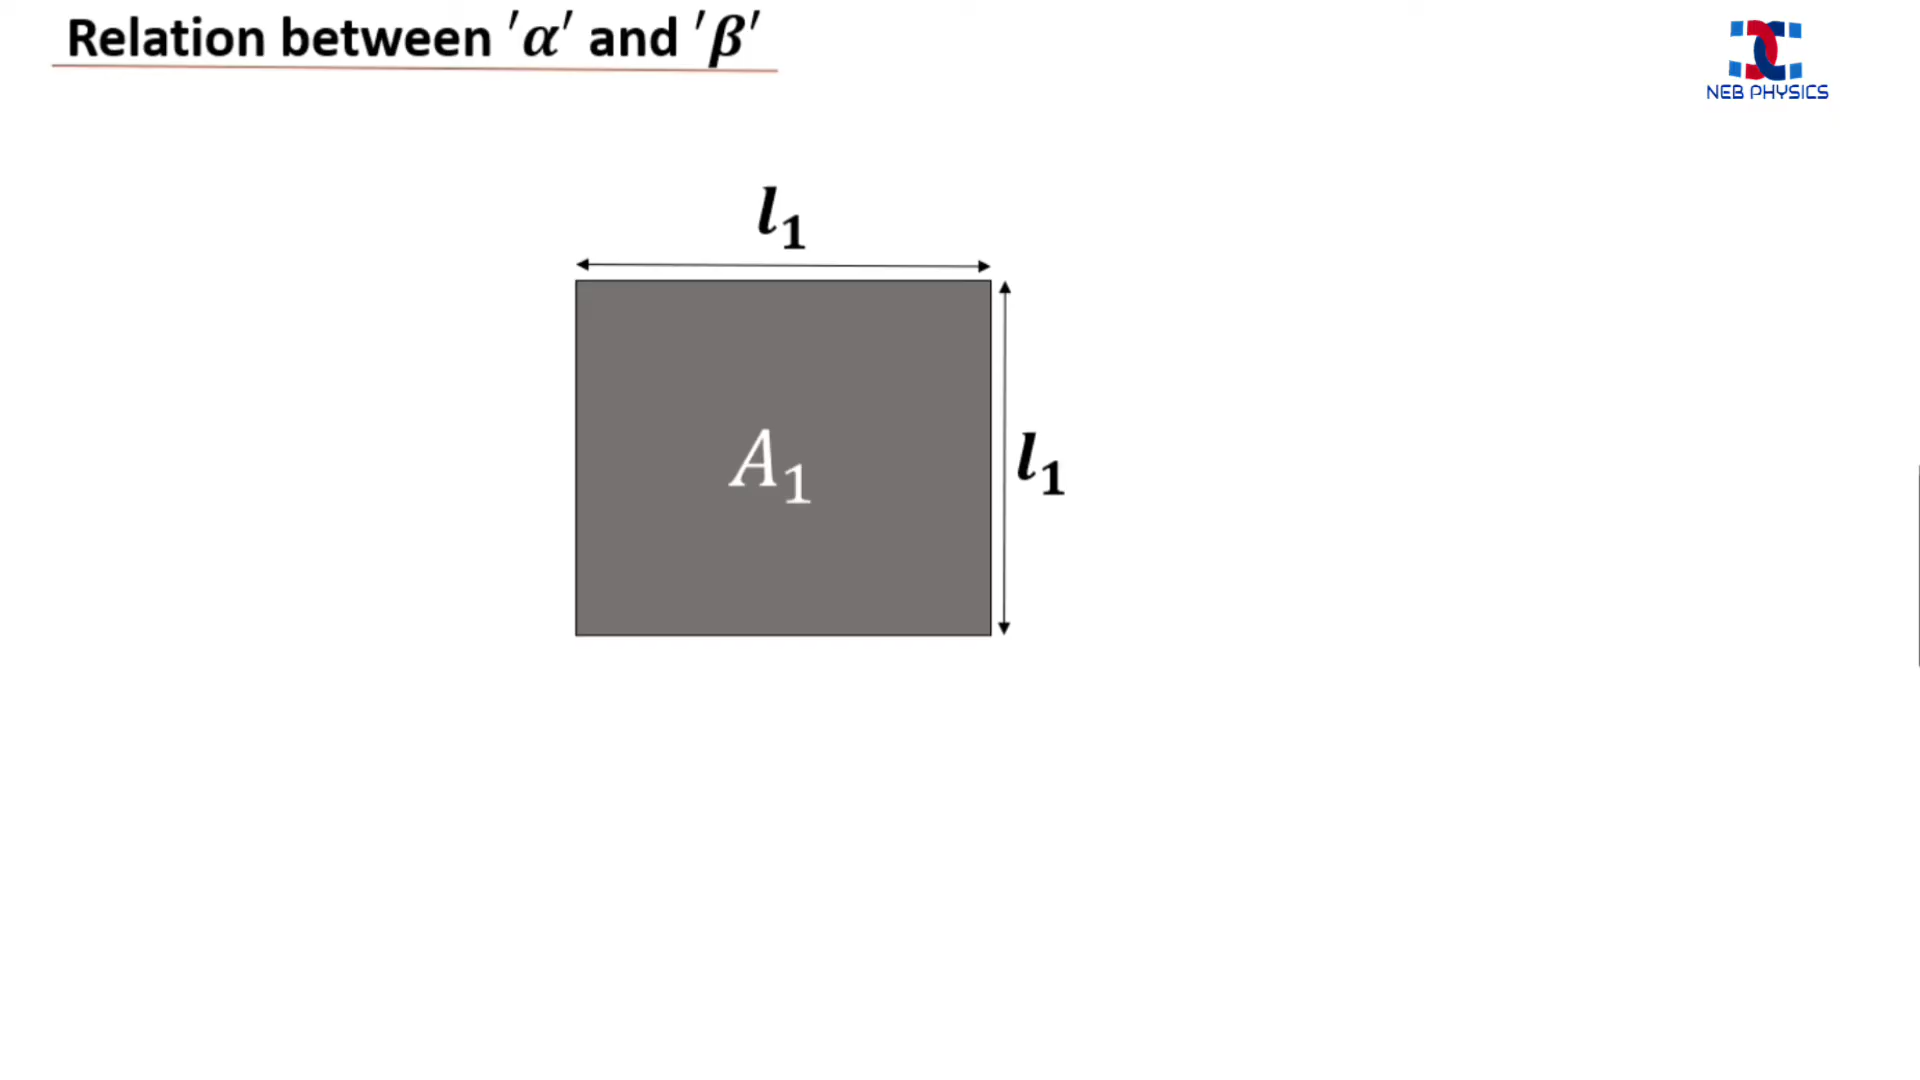 Relation between ′α′ and ′β′
NEB PHYSICS
l₁
A₁
l₁